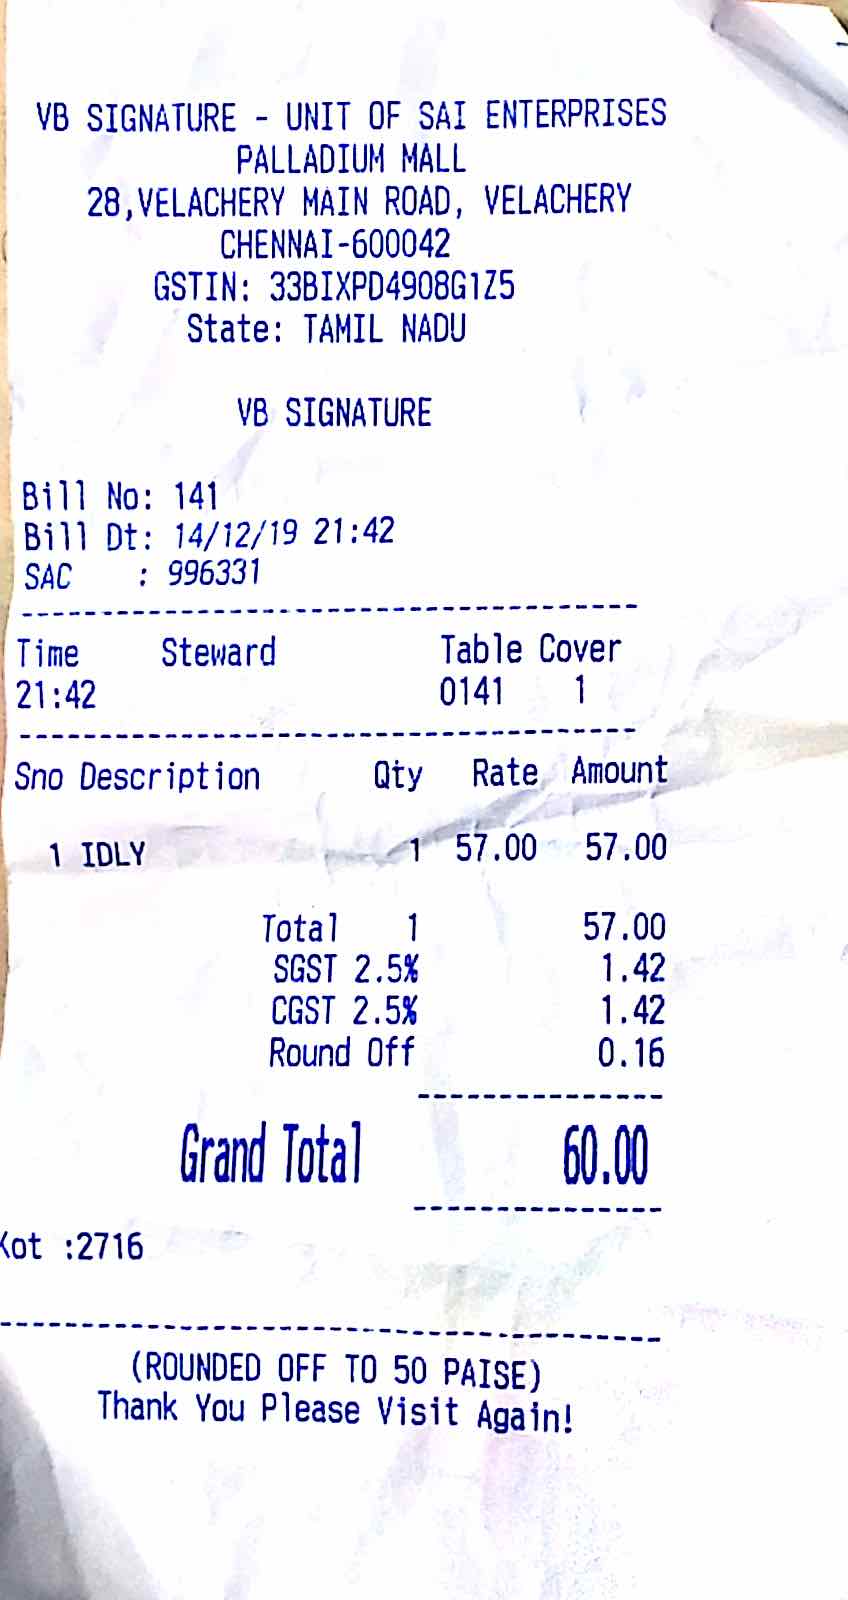 VB SIGNATURE - UNIT OF SAI ENTERPRISES
PALLADIUM MALL
28,VELACHERY MAIN ROAD, VELACHERY
CHENNAI-600042
GSTIN: 33BIXPD4908G1Z5
State: TAMIL NADU
VB SIGNATURE
Bill No: 141
Bill Dt: 14/12/19 21:42
SAC : 996331
Time Steward Table Cover
21:42 0141 1
Sno Description Qty Rate Amount
1 IDLY 1 57.00 57.00
Total 1 57.00
SGST 2.5% 1.42
CGST 2.5% 1.42
Round Off 0.16
Grand Total 60.00
Kot :2716
(ROUNDED OFF TO 50 PAISE)
Thank You Please Visit Again!